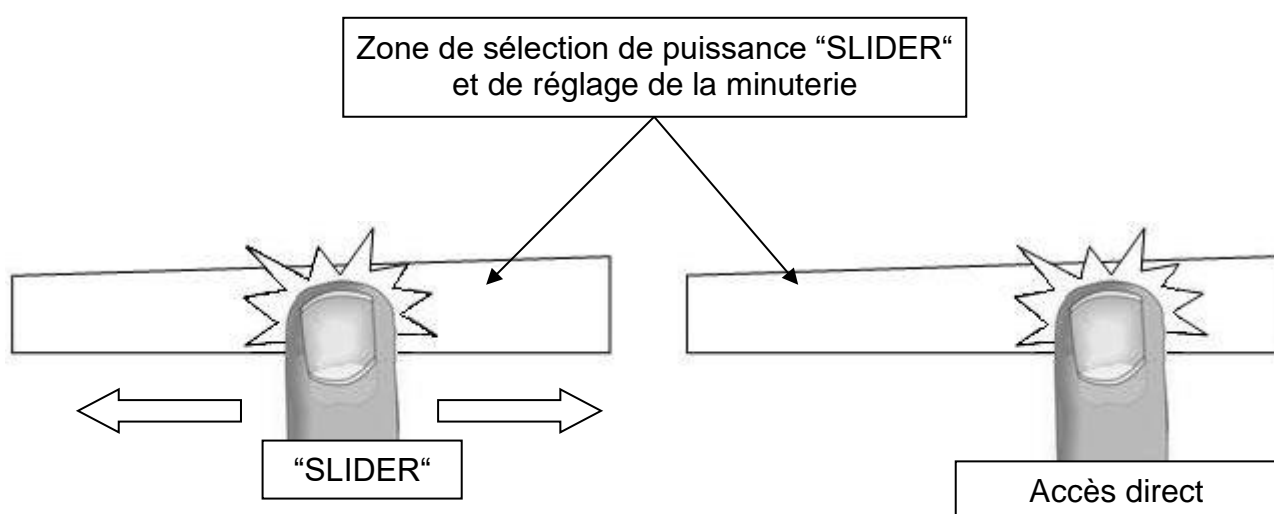 Zone de sélection de puissance “SLIDER“
et de réglage de la minuterie
“SLIDER“
Accès direct